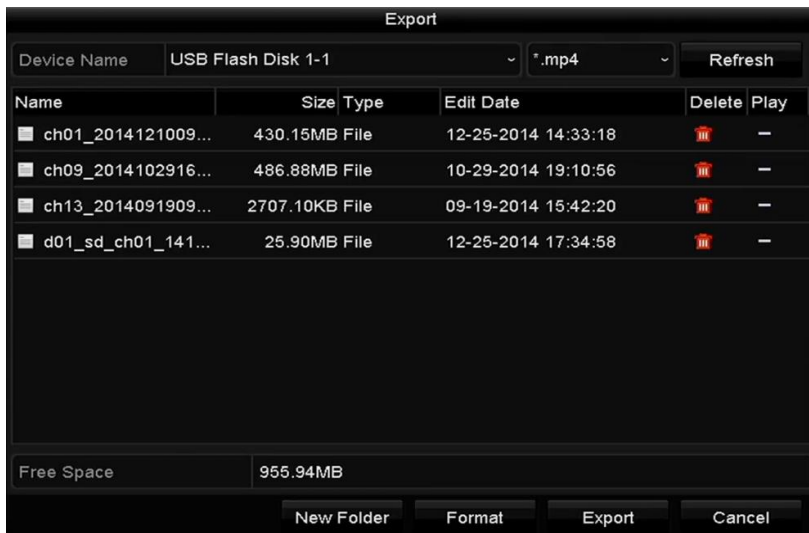 Export
Device Name USB Flash Disk 1-1 *.mp4 Refresh
Name Size Type Edit Date Delete Play
ch01_2014121009... 430.15MB File 12-25-2014 14:33:18
ch09_2014102916... 486.88MB File 10-29-2014 19:10:56
ch13_2014091909... 2707.10KB File 09-19-2014 15:42:20
d01_sd_ch01_141... 25.90MB File 12-25-2014 17:34:58
Free Space 955.94MB
New Folder Format Export Cancel